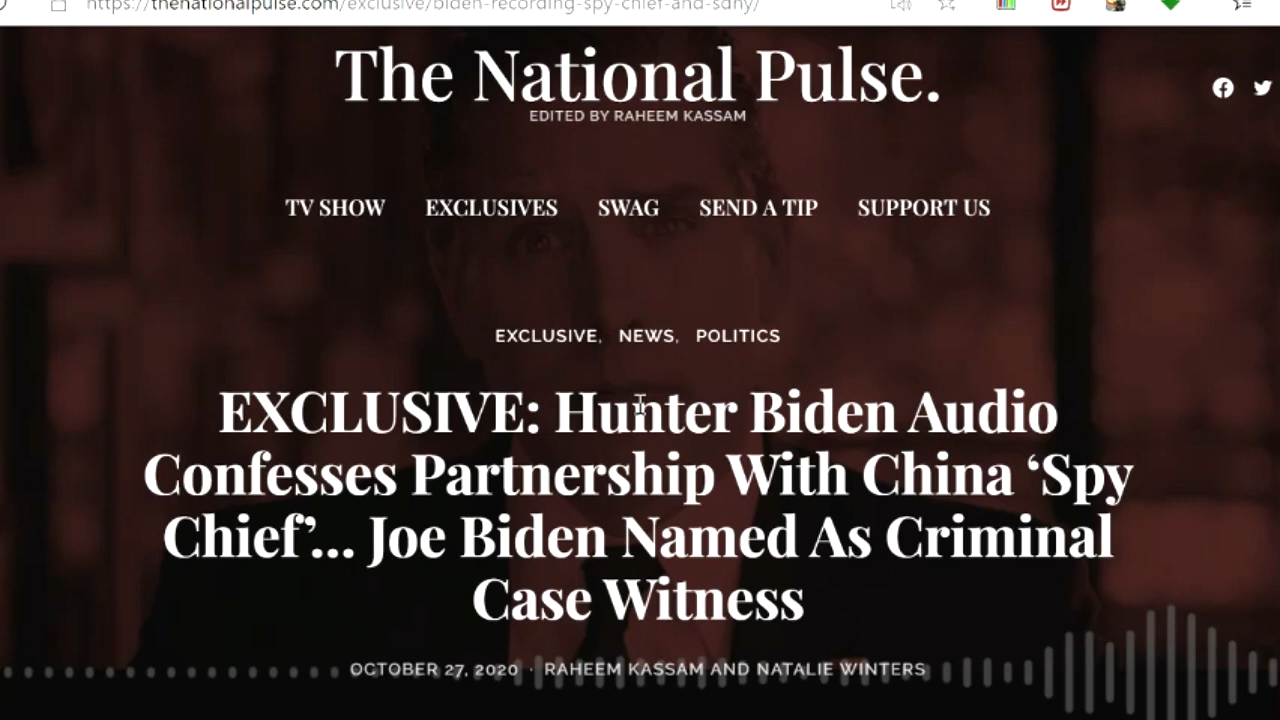 https://thenationalpulse.com/exclusive/biden-recording-spy-chief-and-sdny/
The National Pulse.
EDITED BY RAHEEM KASSAM
TV SHOW EXCLUSIVES SWAG SEND A TIP SUPPORT US
EXCLUSIVE, NEWS, POLITICS
EXCLUSIVE: Hunter Biden Audio
Confesses Partnership With China ‘Spy
Chief’… Joe Biden Named As Criminal
Case Witness
OCTOBER 27, 2020 · RAHEEM KASSAM AND NATALIE WINTERS